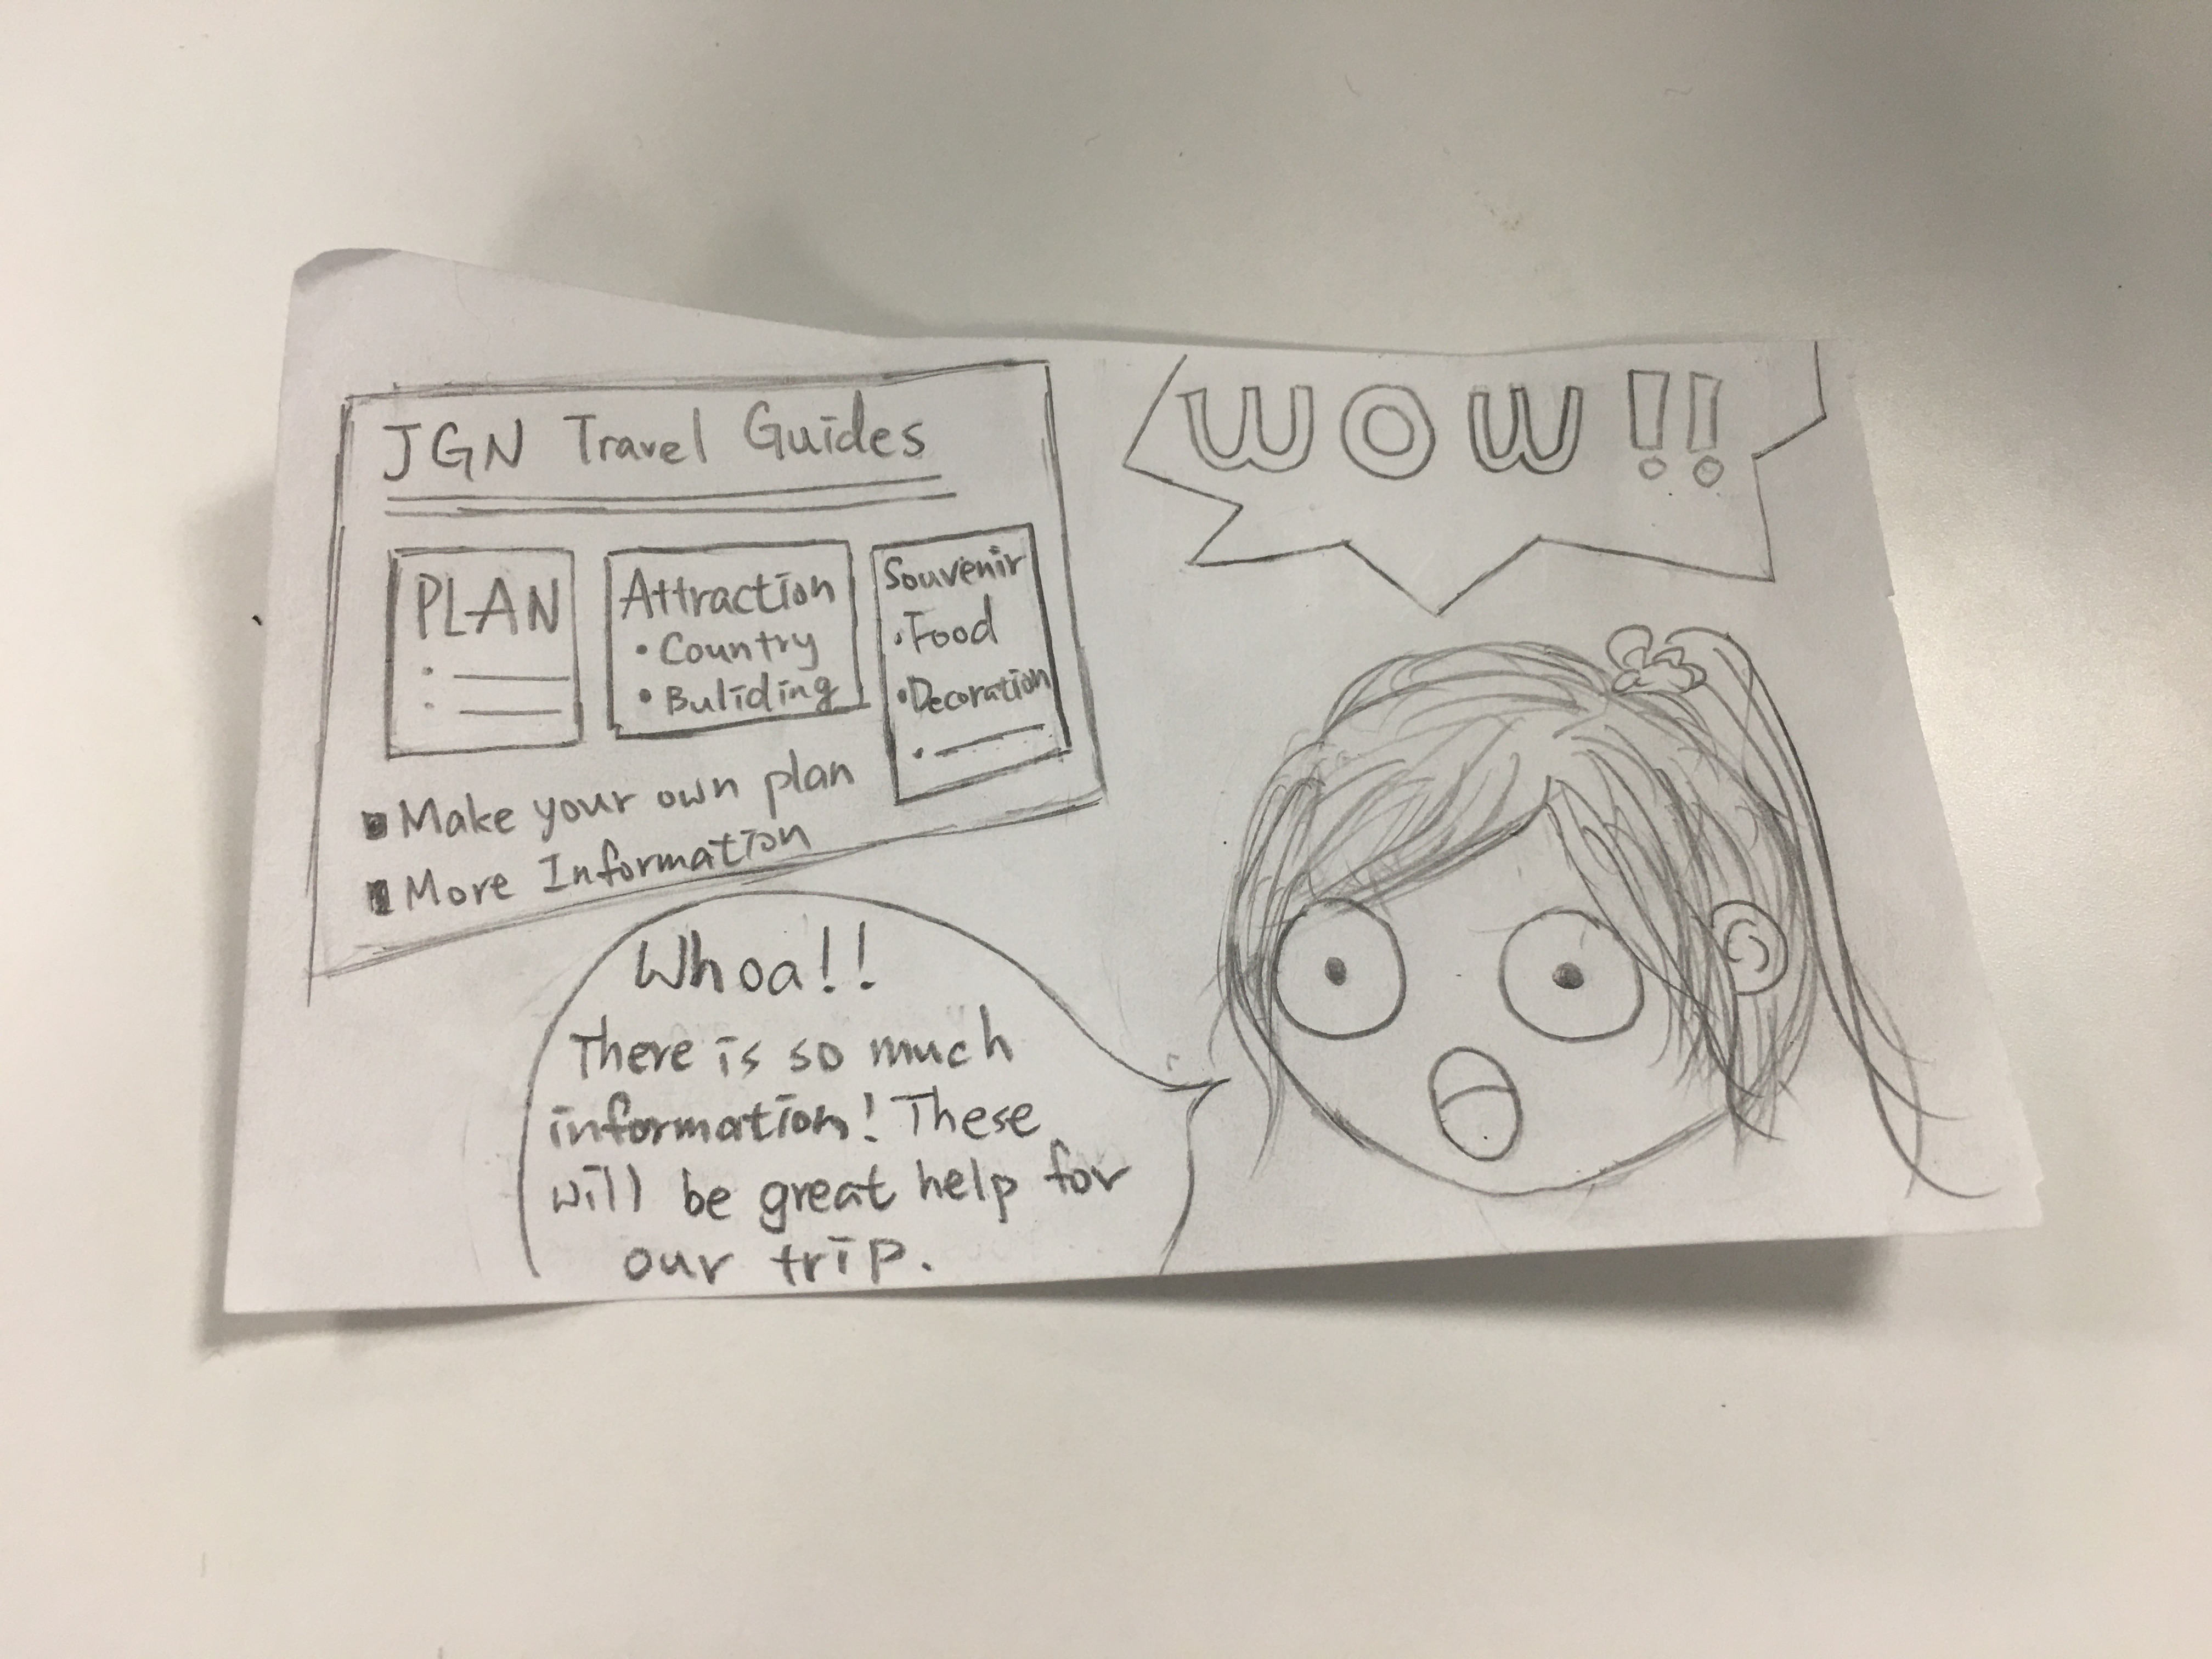 JGN Travel Guides
PLAN
Attraction
• Country
• Buliding
Souvenir
• Food
• Decoration
■ Make your own plan
■ More Information
WOW!!
Whoa!!
There is so much
information! These
will be great help for
our trip.